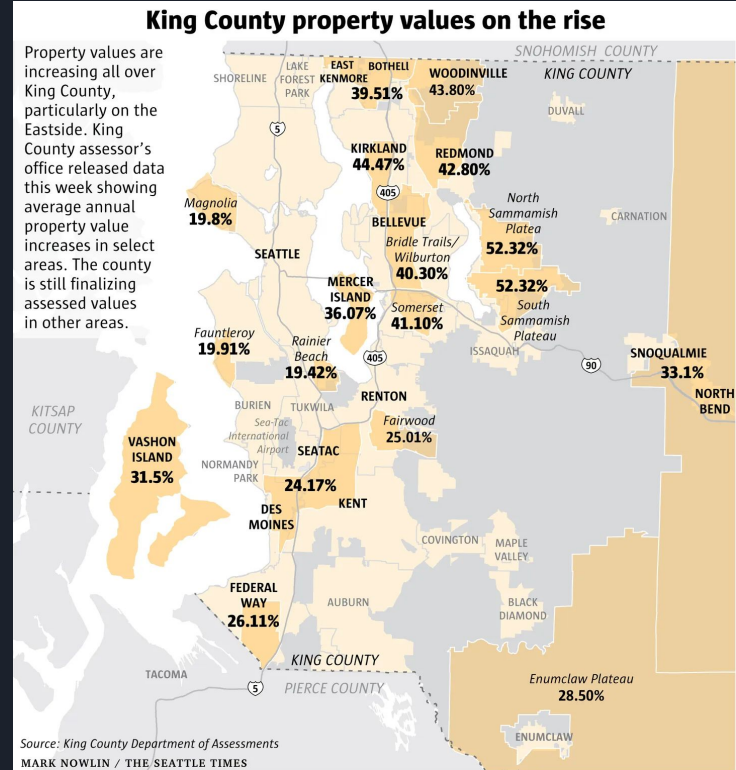 King County property values on the rise
Property values are
increasing all over
King County,
particularly on the
Eastside. King
County assessor's
office released data
this week showing
average annual
property value
increases in select
areas. The county
is still finalizing
assessed values
in other areas.
SNOHOMISH COUNTY
KING COUNTY
SHORELINE
LAKE
FOREST
PARK
EAST
KENMORE
BOTHELL
39.51%
WOODINVILLE
43.80%
DUVALL
5
KIRKLAND
44.47%
REDMOND
42.80%
405
Magnolia
19.8%
North
Sammamish
Platea
52.32%
CARNATION
BELLEVUE
Bridle Trails/
Wilburton
40.30%
SEATTLE
MERCER
ISLAND
36.07%
52.32%
South
Sammamish
Plateau
Somerset
41.10%
Fauntleroy
19.91%
Rainier
Beach
19.42%
405
ISSAQUAH
90
SNOQUALMIE
33.1%
NORTH
BEND
RENTON
KITSAP
COUNTY
BURIEN
TUKWILA
Sea-Tac
International
Airport
Fairwood
25.01%
VASHON
ISLAND
31.5%
SEATAC
NORMANDY
PARK
24.17%
KENT
DES
MOINES
COVINGTON
MAPLE
VALLEY
FEDERAL
WAY
26.11%
AUBURN
BLACK
DIAMOND
KING COUNTY
TACOMA
5
PIERCE COUNTY
Enumclaw Plateau
28.50%
ENUMCLAW
Source: King County Department of Assessments
MARK NOWLIN / THE SEATTLE TIMES